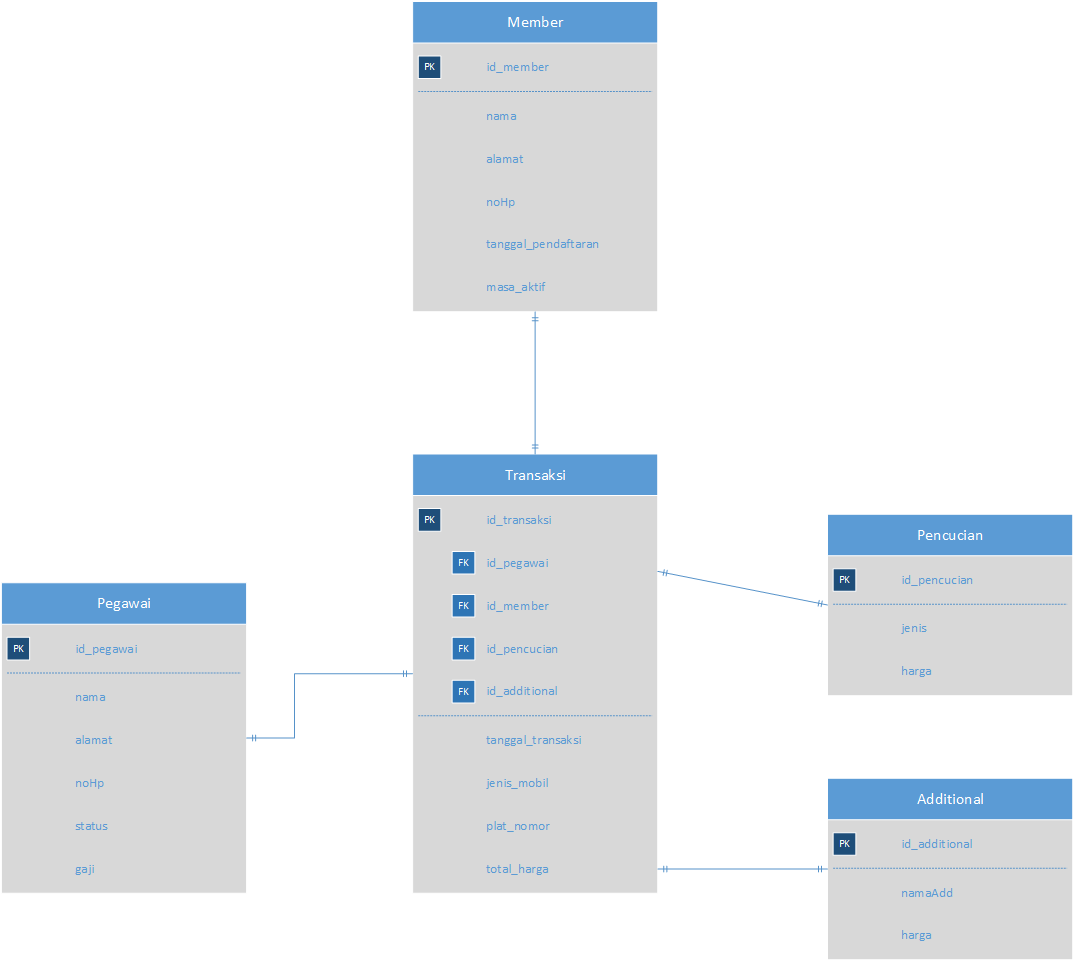 Member
PK id_member
nama
alamat
noHp
tanggal_pendaftaran
masa_aktif
Transaksi
PK id_transaksi
FK id_pegawai
FK id_member
FK id_pencucian
FK id_additional
tanggal_transaksi
jenis_mobil
plat_nomor
total_harga
Pegawai
PK id_pegawai
nama
alamat
noHp
status
gaji
Pencucian
PK id_pencucian
jenis
harga
Additional
PK id_additional
namaAdd
harga